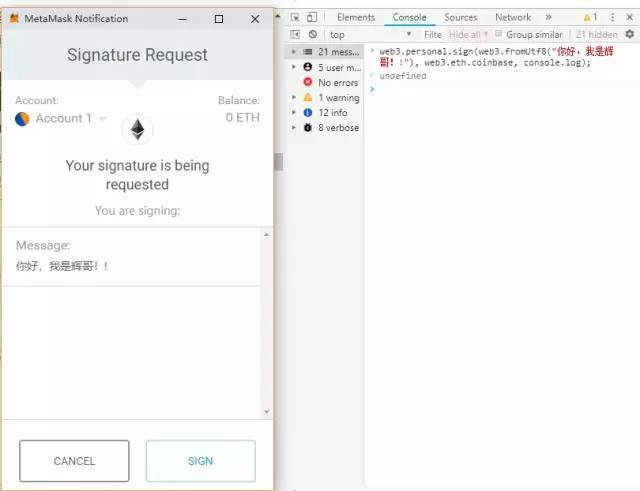 MetaMask Notification
Signature Request
Account:
Balance:
Account 1
0 ETH
Your signature is being
requested
You are signing:
Message:
你好，我是辉哥！！
CANCEL
SIGN
Elements Console Sources Network » 1
top Filte Hide all Group similar 21 hidden
21 mess...
5 user m...
No errors
1 warning
12 info
8 verbose
web3.personal.sign(web3.fromUtf8("你好，我是辉
哥！！"), web3.eth.coinbase, console.log);
undefined